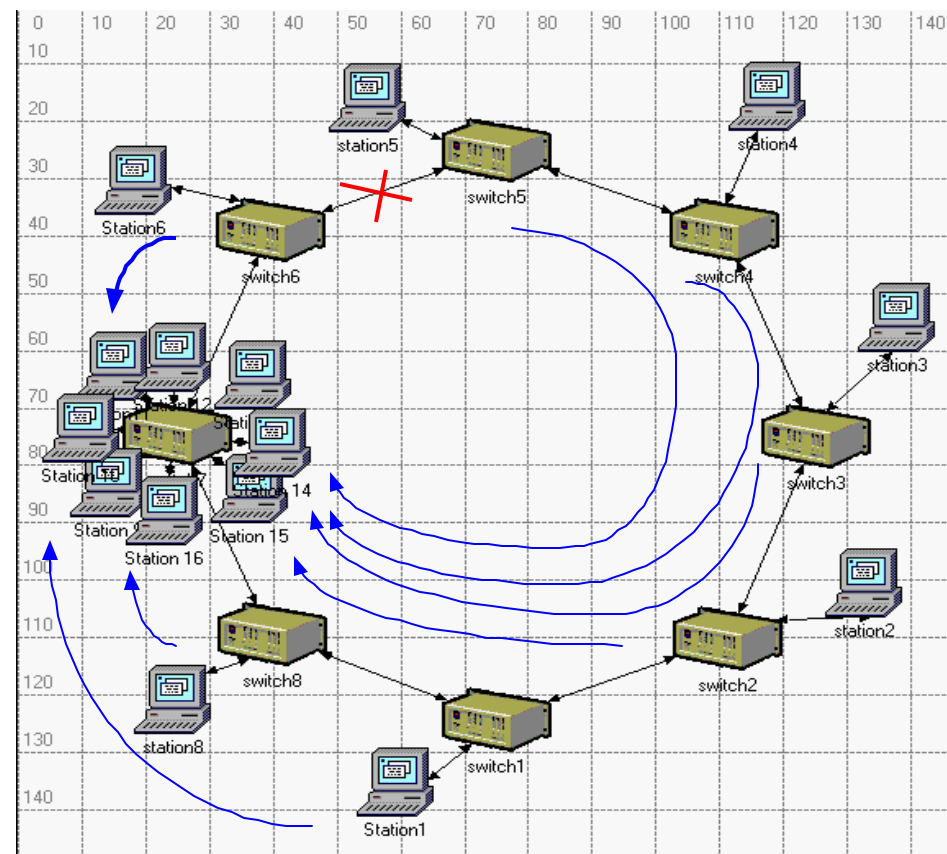 0 10 20 30 40 50 60 70 80 90 100 110 120 130 140
10
20
30
40
50
60
70
80
90
100
110
120
130
140
station5
station4
switch5
Station6
switch6
switch4
station3
switch3
Station 14
Station 15
Station 16
station2
switch8
switch2
station8
switch1
Station1